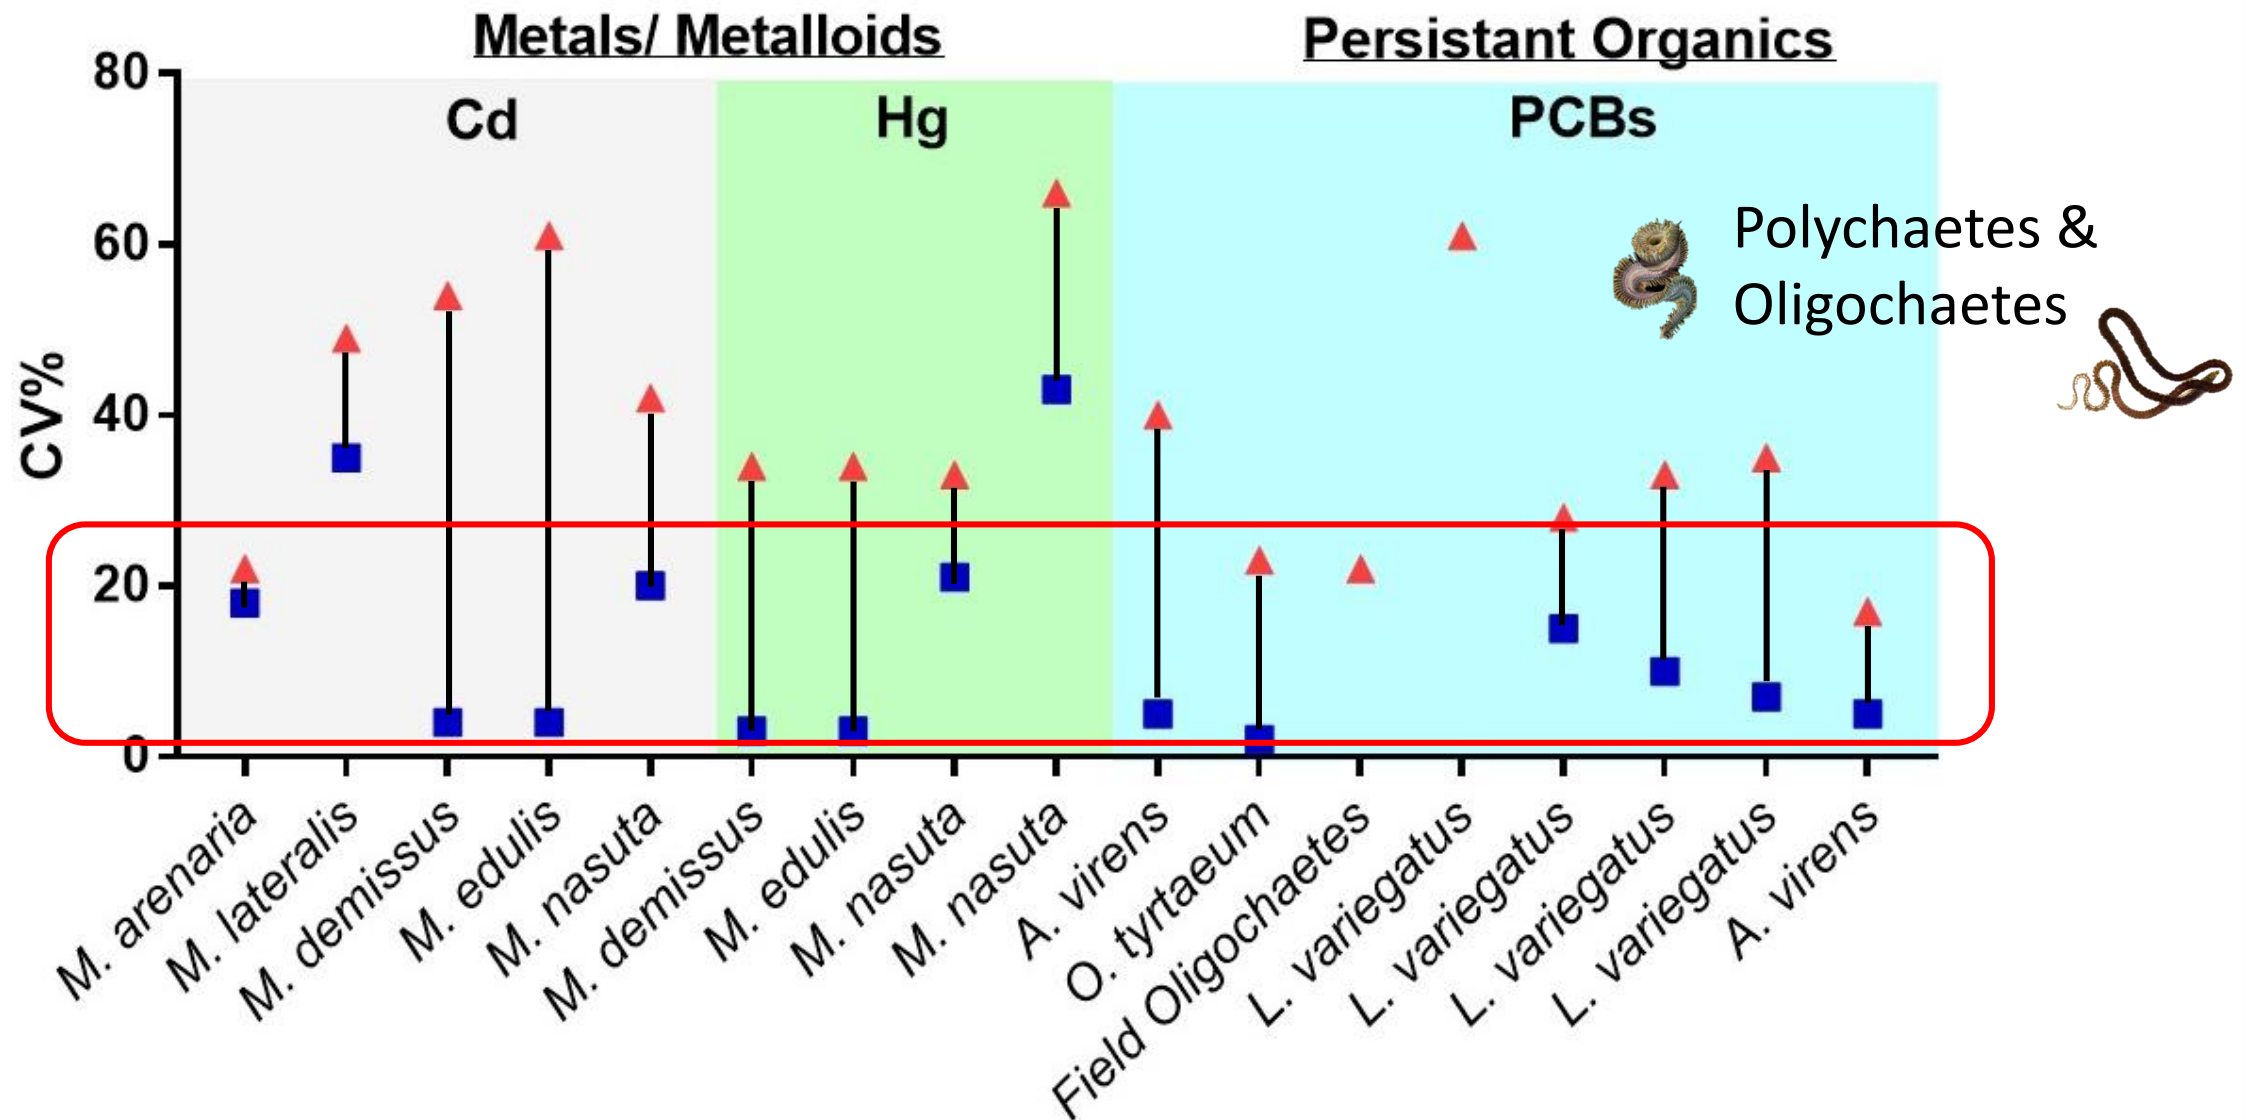 Metals/ Metalloids
Persistant Organics
Cd
Hg
PCBs
Polychaetes &
Oligochaetes
CV%
80
60
40
20
0
M. arenaria
M. lateralis
M. demissus
M. edulis
M. nasuta
M. demissus
M. edulis
M. nasuta
M. nasuta
A. virens
O. tyrtaeum
Field Oligochaetes
L. variegatus
L. variegatus
L. variegatus
L. variegatus
A. virens